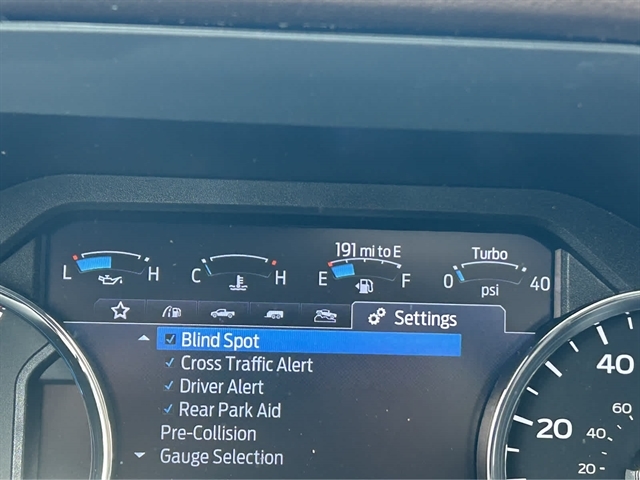 191 mi to E
Turbo
L H
C H
E F
0 40
psi
Settings
Blind Spot
Cross Traffic Alert
Driver Alert
Rear Park Aid
Pre-Collision
Gauge Selection
40
20
60
40
20